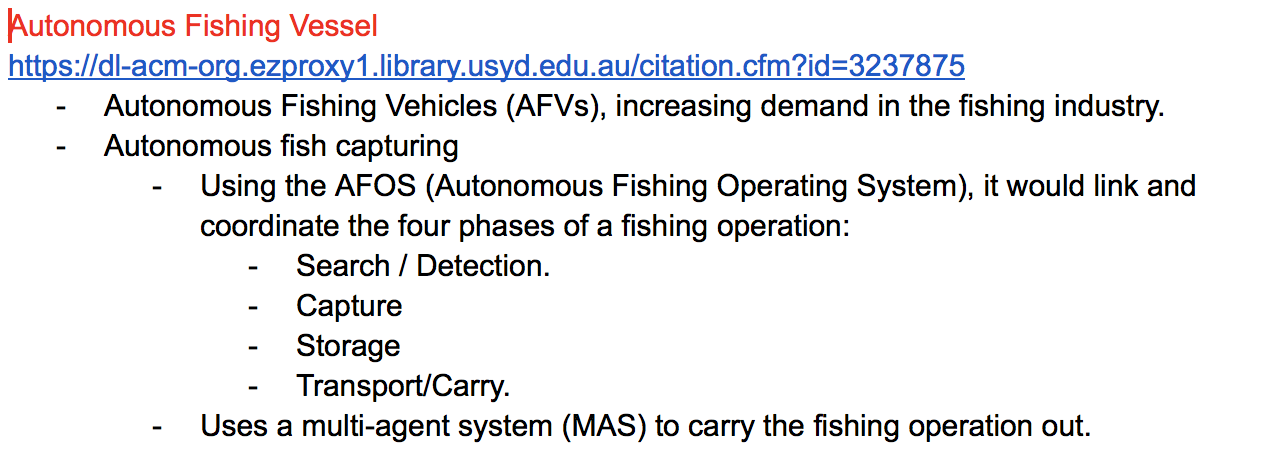 Autonomous Fishing Vessel
https://dl-acm-org.ezproxy1.library.usyd.edu.au/citation.cfm?id=3237875
- Autonomous Fishing Vehicles (AFVs), increasing demand in the fishing industry.
- Autonomous fish capturing
- Using the AFOS (Autonomous Fishing Operating System), it would link and
coordinate the four phases of a fishing operation:
- Search / Detection.
- Capture
- Storage
- Transport/Carry.
- Uses a multi-agent system (MAS) to carry the fishing operation out.